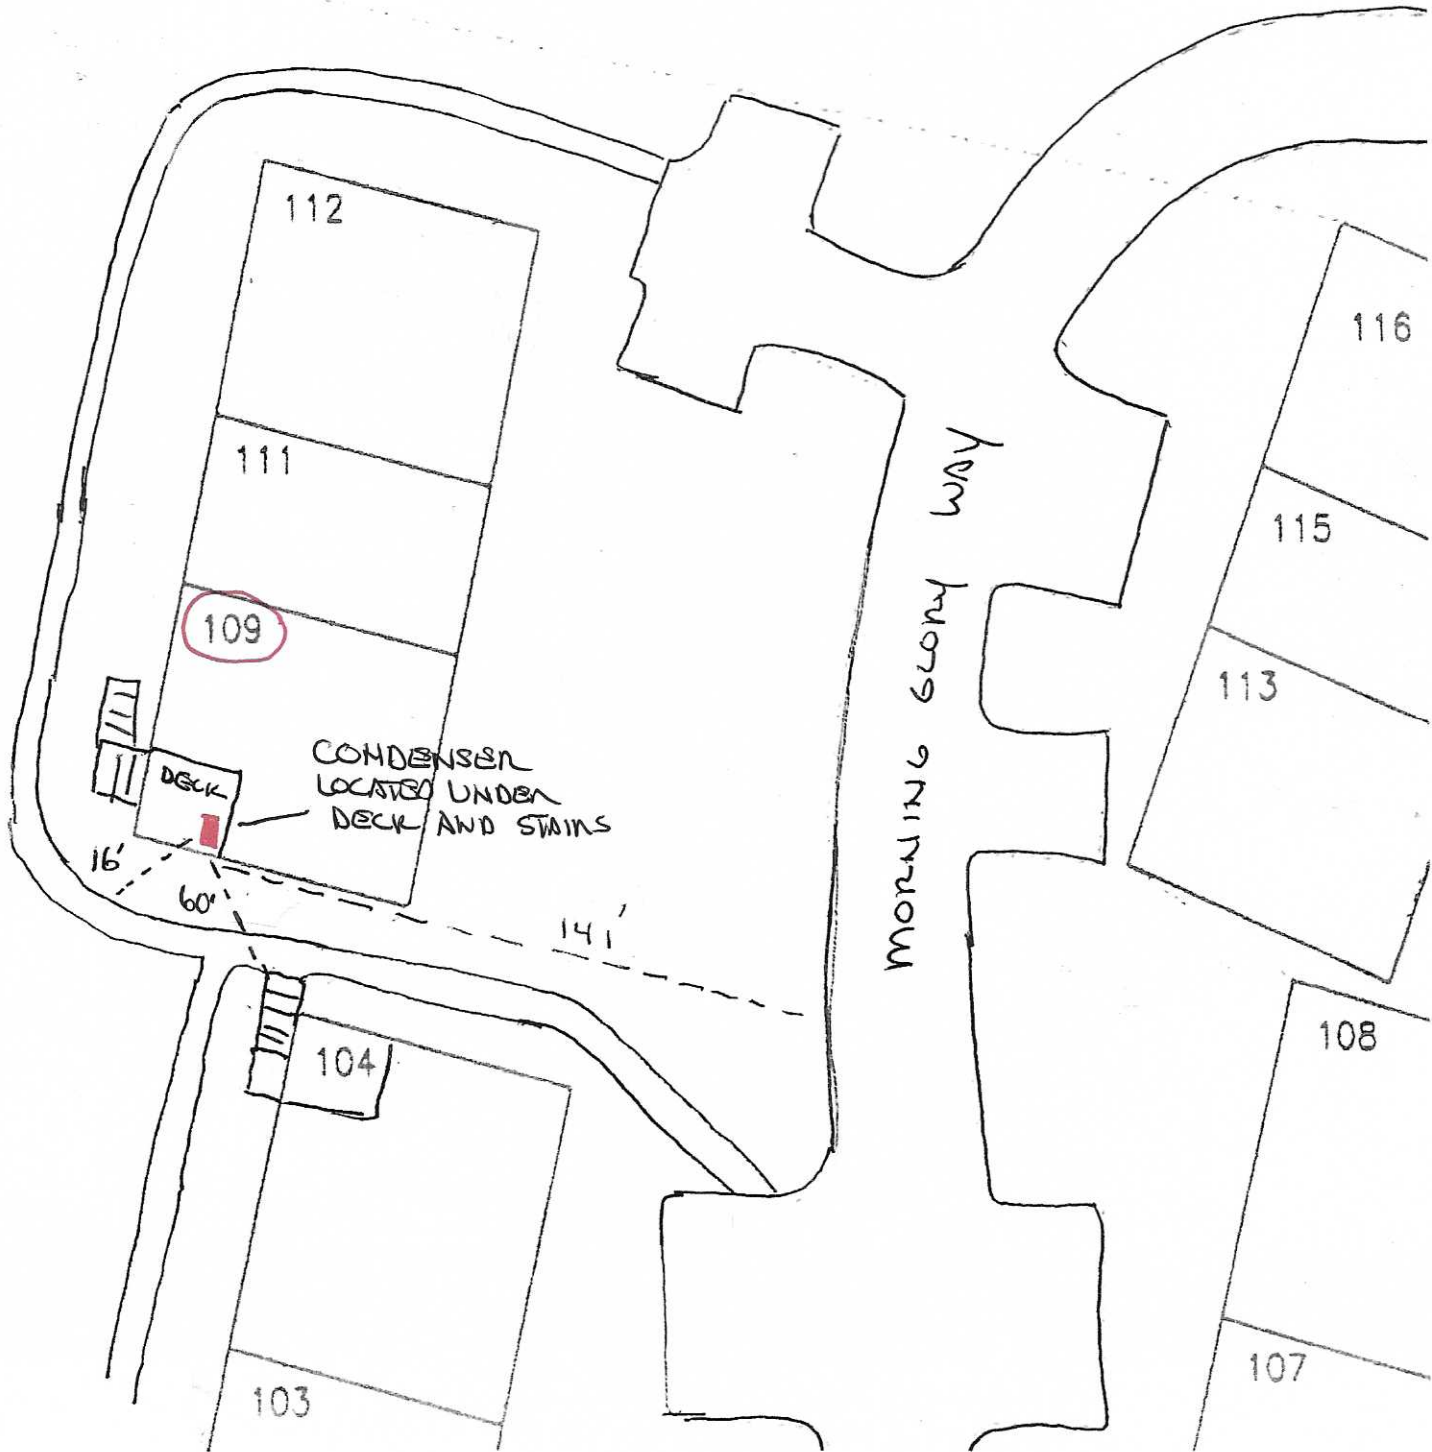 112
116
111
WAY
115
109
GLORY
113
COMDENSER
LOCATED UNDER
DECK AND STAIRS
DECK
MORNING
16'
60'
141'
104
108
103
107